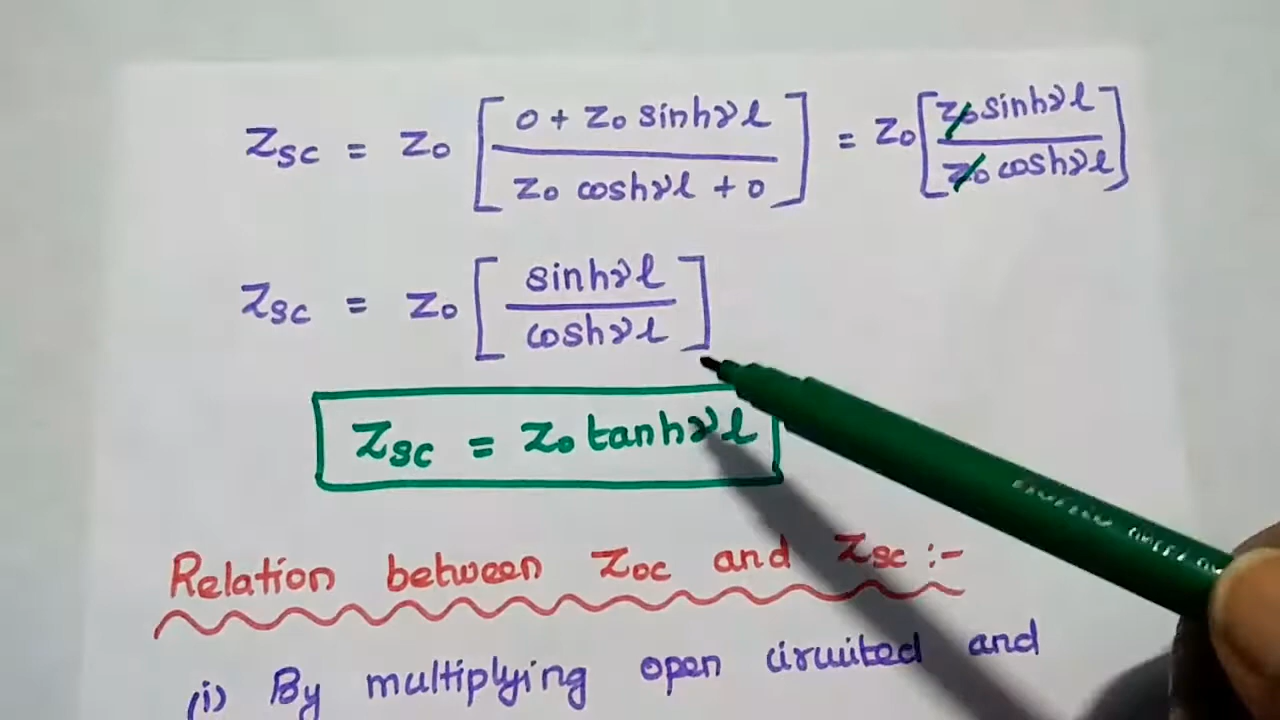 Zsc = Z0 [ 0 + Z0 sinhγl / Z0 coshγl + 0 ] = Z0 [ Z0 sinhγl / Z0 coshγl ]
Zsc = Z0 [ sinhγl / coshγl ]
Zsc = Z0 tanhγl
Relation between Zoc and Zsc :-
(i) By multiplying open circuited and